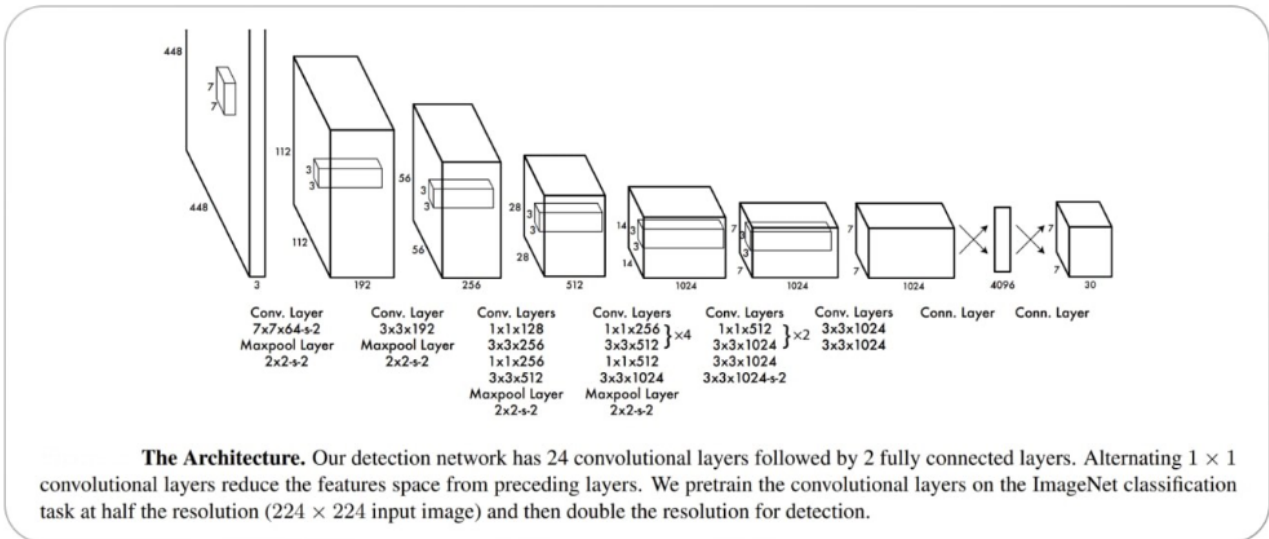 448
7
7
448
3
112
3
3
112
192
56
3
3
56
256
28
3
3
28
512
14
3
3
14
1024
7
3
3
7
1024
7
7
1024
4096
7
7
30
Conv. Layer
7x7x64-s-2
Maxpool Layer
2x2-s-2
Conv. Layer
3x3x192
Maxpool Layer
2x2-s-2
Conv. Layers
1x1x128
3x3x256
1x1x256
3x3x512
Maxpool Layer
2x2-s-2
Conv. Layers
1x1x256
3x3x512 }×4
1x1x512
3x3x1024
Maxpool Layer
2x2-s-2
Conv. Layers
1x1x512
3x3x1024 }×2
3x3x1024
3x3x1024-s-2
Conv. Layers
3x3x1024
3x3x1024
Conn. Layer
Conn. Layer
The Architecture. Our detection network has 24 convolutional layers followed by 2 fully connected layers. Alternating 1 × 1
convolutional layers reduce the features space from preceding layers. We pretrain the convolutional layers on the ImageNet classification
task at half the resolution (224 × 224 input image) and then double the resolution for detection.